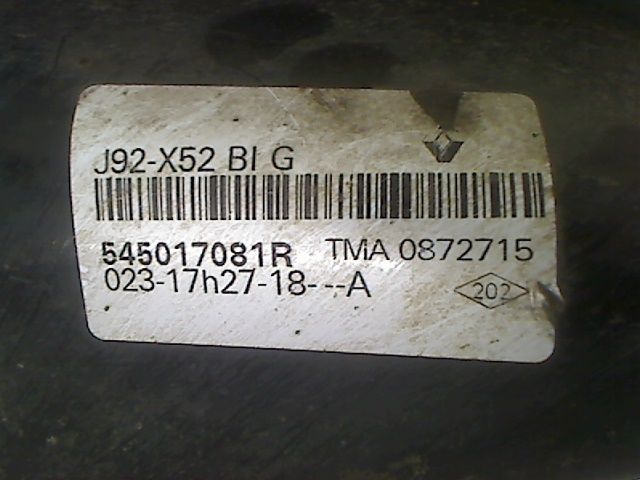 J92-X52 BI G
545017081R TMA 0872715
023-17h27-18---A
202